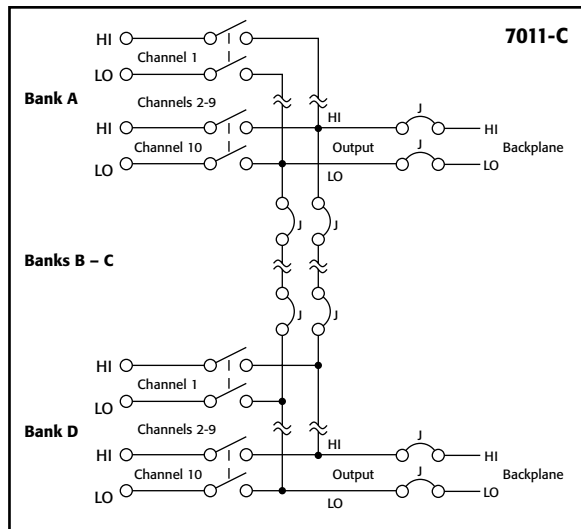 7011-C
HI
Channel 1
LO
Bank A
Channels 2-9
HI
HI
J
HI
Channel 10
Output
J
Backplane
LO
LO
LO
J
J
Banks B – C
J
J
HI
Channel 1
LO
Bank D
Channels 2-9
HI
HI
J
HI
Channel 10
Output
J
Backplane
LO
LO
LO